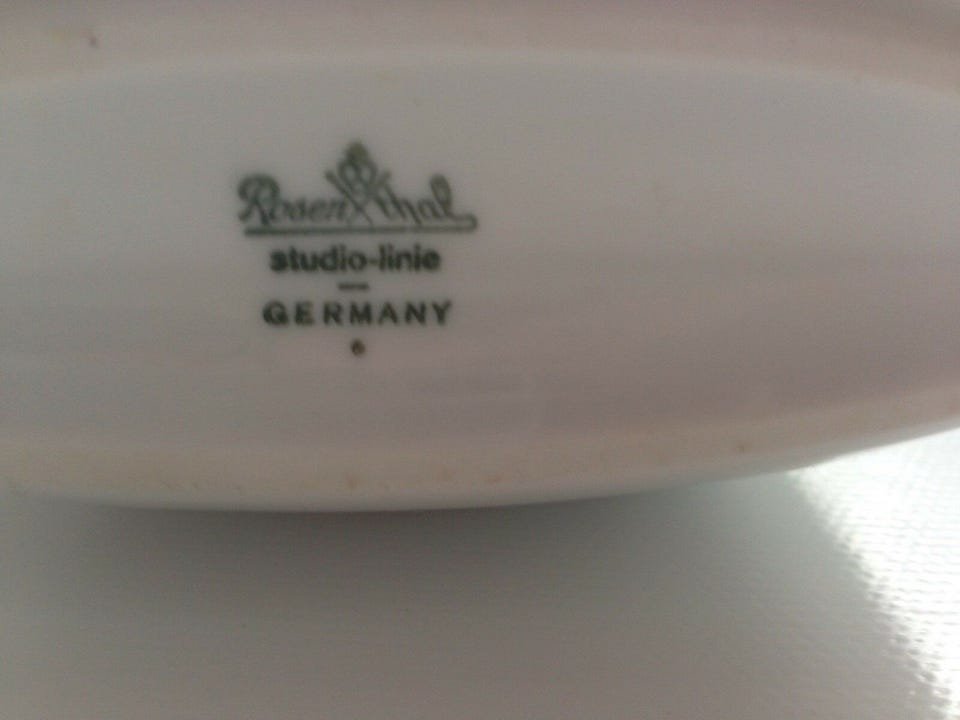 Rosenthal
studio-linie
GERMANY